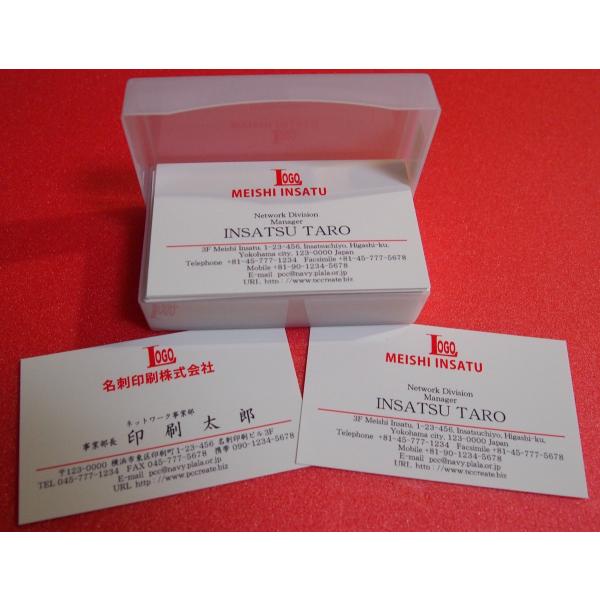 LOGO
MEISHI INSATU
Network Division
Manager
INSATSU TARO
3F Meishi Insatu, 1-23-456, Insatsuchiyo, Higashi-ku,
Yokohama city, 123-0000 Japan
Telephone +81-45-777-1234 Facsimile +81-45-777-5678
Mobile +81-90-1234-5678
E-mail pcc@navy.plala.or.jp
URL http://www.pccreate.biz
LOGO
名刺印刷株式会社
ネットワーク事業部
事業部長 印刷太郎
〒123-0000 横浜市東区印刷町1-23-456 名刺印刷ビル3F
TEL 045-777-1234 FAX 045-777-5678 携帯 090-1234-5678
E-mail pcc@navy.plala.or.jp
URL http://www.pccreate.biz
LOGO
MEISHI INSATU
Network Division
Manager
INSATSU TARO
3F Meishi Insatu, 1-23-456, Insatsuchiyo, Higashi-ku,
Yokohama city, 123-0000 Japan
Telephone +81-45-777-1234 Facsimile +81-45-777-5678
Mobile +81-90-1234-5678
E-mail pcc@navy.plala.or.jp
URL http://www.pccreate.biz